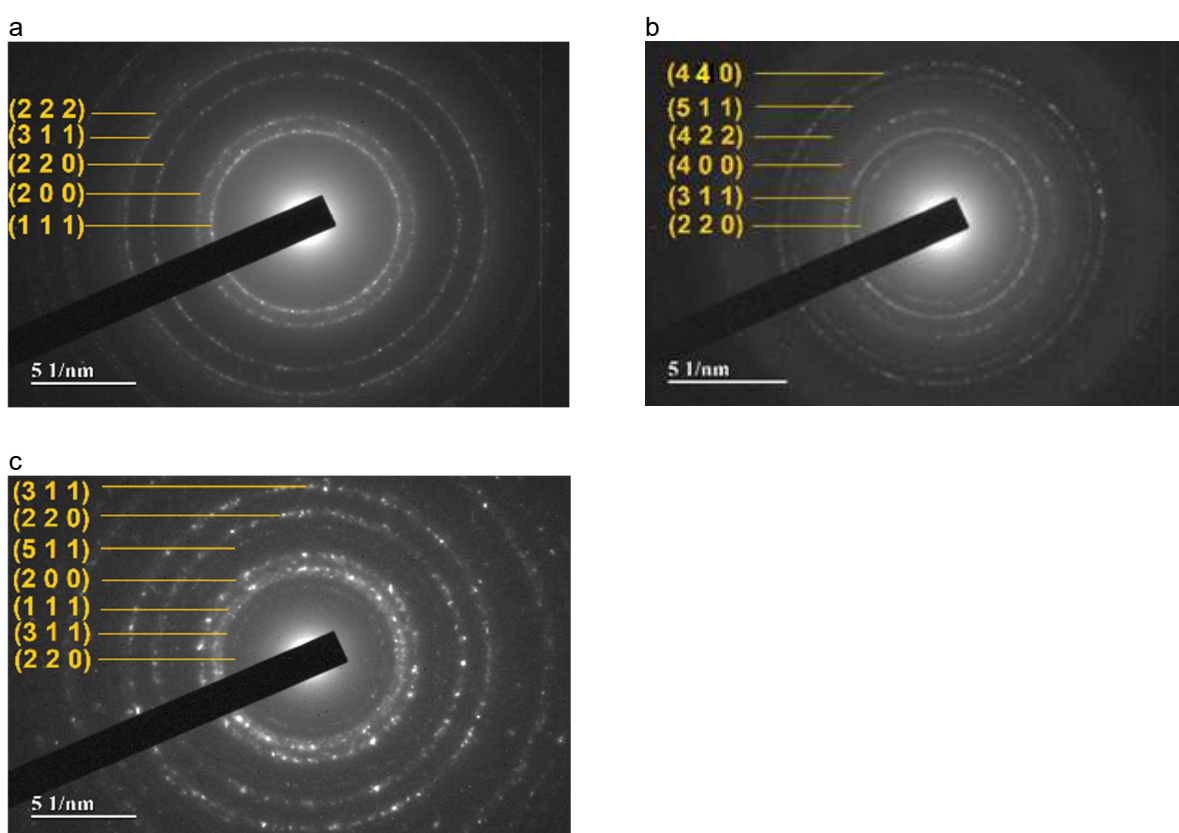 a
(2 2 2)
(3 1 1)
(2 2 0)
(2 0 0)
(1 1 1)
5 1/nm
b
(4 4 0)
(5 1 1)
(4 2 2)
(4 0 0)
(3 1 1)
(2 2 0)
5 1/nm
c
(3 1 1)
(2 2 0)
(5 1 1)
(2 0 0)
(1 1 1)
(3 1 1)
(2 2 0)
5 1/nm